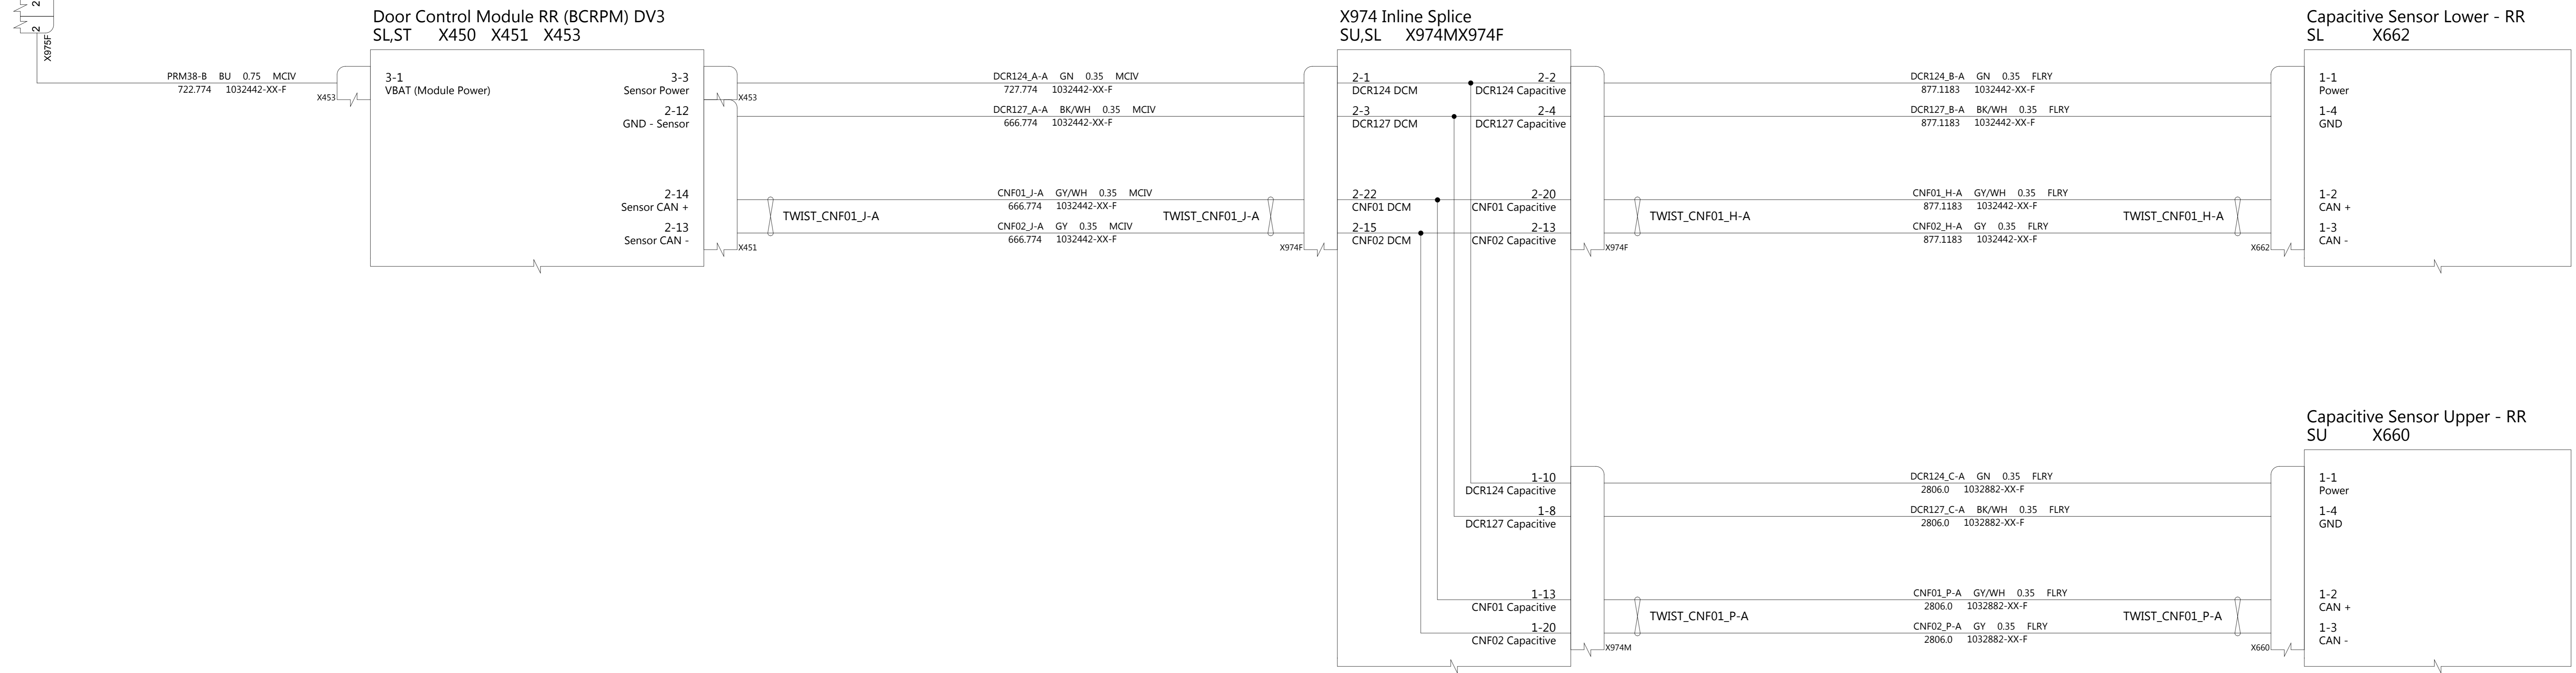 2
2
X975F
PRM38-B BU 0.75 MCIV
722.774 1032442-XX-F
X453
Door Control Module RR (BCRPM) DV3
SL,ST X450 X451 X453
3-1
VBAT (Module Power)
3-3
Sensor Power
2-12
GND - Sensor
2-14
Sensor CAN +
2-13
Sensor CAN -
X453
X451
DCR124_A-A GN 0.35 MCIV
727.774 1032442-XX-F
DCR127_A-A BK/WH 0.35 MCIV
666.774 1032442-XX-F
CNF01_J-A GY/WH 0.35 MCIV
666.774 1032442-XX-F
TWIST_CNF01_J-A
TWIST_CNF01_J-A
CNF02_J-A GY 0.35 MCIV
666.774 1032442-XX-F
X974F
X974 Inline Splice
SU,SL X974MX974F
2-1
DCR124 DCM
2-2
DCR124 Capacitive
2-3
DCR127 DCM
2-4
DCR127 Capacitive
2-22
CNF01 DCM
2-20
CNF01 Capacitive
2-15
CNF02 DCM
2-13
CNF02 Capacitive
X974F
1-10
DCR124 Capacitive
1-8
DCR127 Capacitive
1-13
CNF01 Capacitive
1-20
CNF02 Capacitive
X974M
DCR124_B-A GN 0.35 FLRY
877.1183 1032442-XX-F
DCR127_B-A BK/WH 0.35 FLRY
877.1183 1032442-XX-F
CNF01_H-A GY/WH 0.35 FLRY
877.1183 1032442-XX-F
TWIST_CNF01_H-A
TWIST_CNF01_H-A
CNF02_H-A GY 0.35 FLRY
877.1183 1032442-XX-F
X662
Capacitive Sensor Lower - RR
SL X662
1-1
Power
1-4
GND
1-2
CAN +
1-3
CAN -
DCR124_C-A GN 0.35 FLRY
2806.0 1032882-XX-F
DCR127_C-A BK/WH 0.35 FLRY
2806.0 1032882-XX-F
CNF01_P-A GY/WH 0.35 FLRY
2806.0 1032882-XX-F
TWIST_CNF01_P-A
TWIST_CNF01_P-A
CNF02_P-A GY 0.35 FLRY
2806.0 1032882-XX-F
X660
Capacitive Sensor Upper - RR
SU X660
1-1
Power
1-4
GND
1-2
CAN +
1-3
CAN -